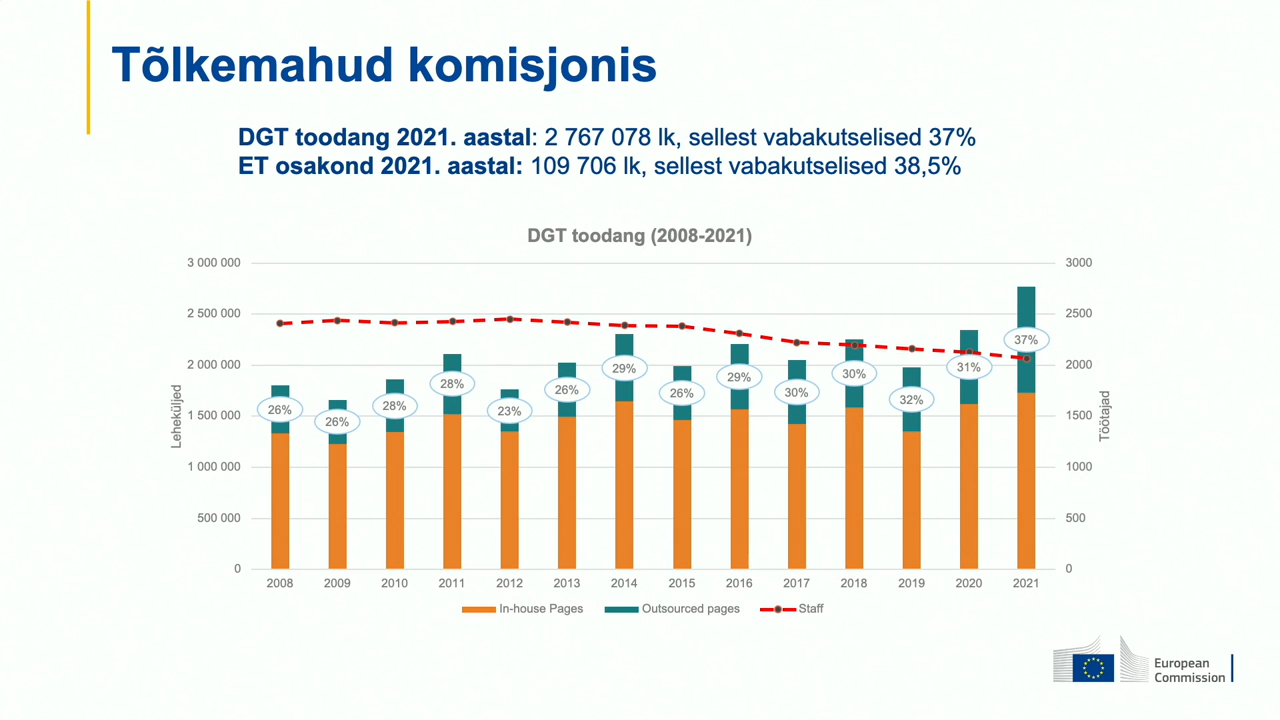 Tõlkemahud komisjonis
DGT toodang 2021. aastal: 2 767 078 lk, sellest vabakutselised 37%
ET osakond 2021. aastal: 109 706 lk, sellest vabakutselised 38,5%
DGT toodang (2008-2021)
3 000 000
2 500 000
2 000 000
1 500 000
1 000 000
500 000
0
Leheküljed
26%
26%
28%
28%
23%
26%
29%
26%
29%
30%
30%
32%
31%
37%
3000
2500
2000
1500
1000
500
0
Töötajad
2008 2009 2010 2011 2012 2013 2014 2015 2016 2017 2018 2019 2020 2021
In-house Pages Outsourced pages Staff
European
Commission